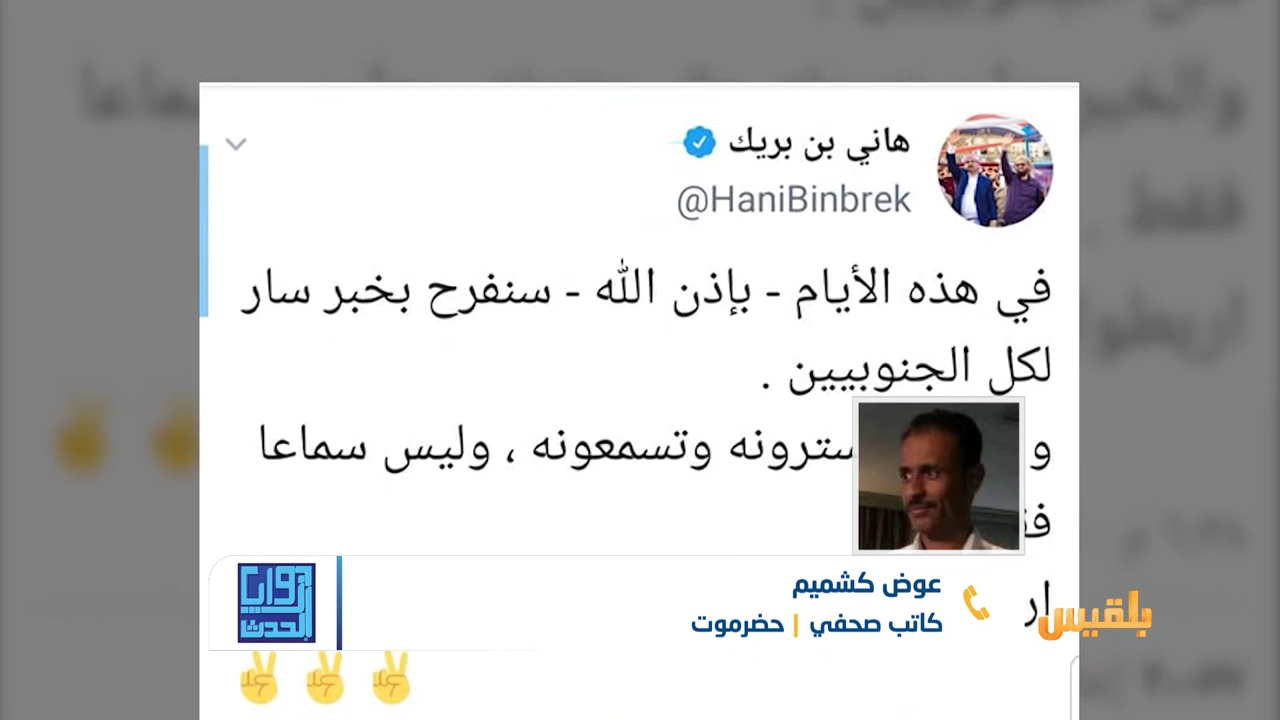 هاني بن بريك
@HaniBinbrek
في هذه الأيام - بإذن الله - سنفرح بخبر سار
لكل الجنوبيين .
سترونه وتسمعونه ، وليس سماعا
عوض كشميم
كاتب صحفي | حضرموت
بلقيس
زوايا الحدث